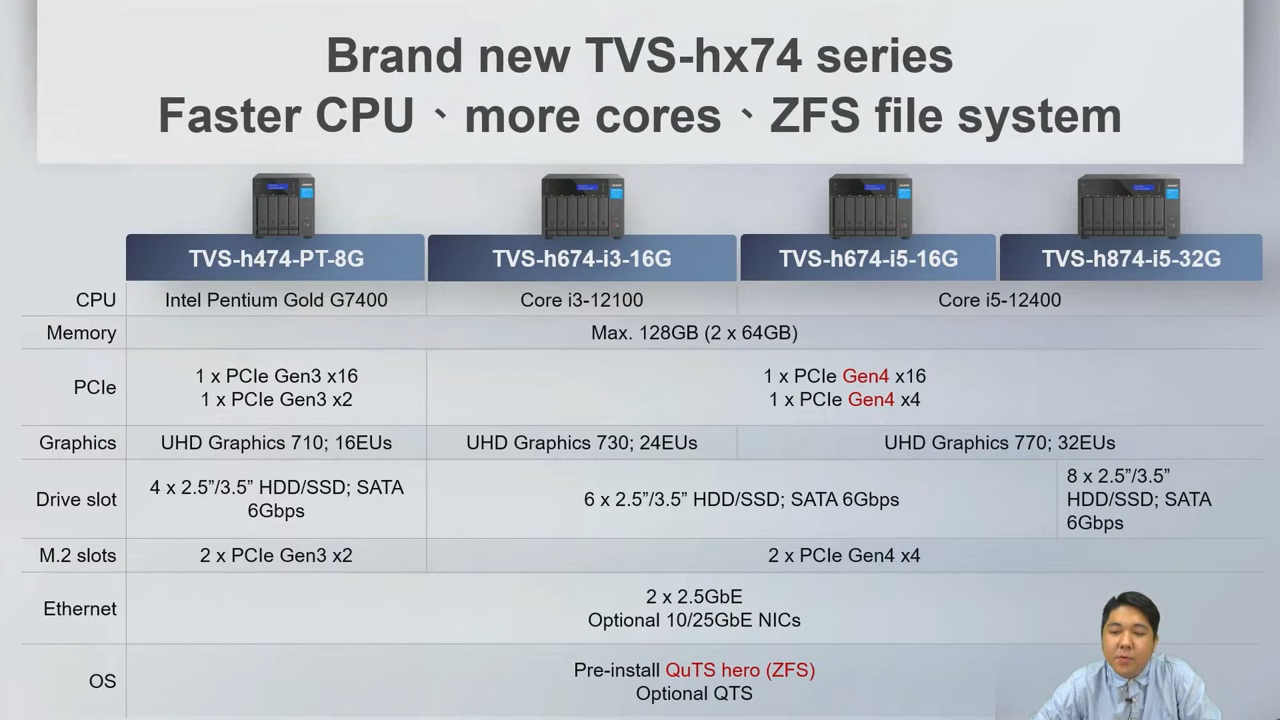 Brand new TVS-hx74 series
Faster CPU、more cores、ZFS file system
TVS-h474-PT-8G
TVS-h674-i3-16G
TVS-h674-i5-16G
TVS-h874-i5-32G
CPU
Intel Pentium Gold G7400
Core i3-12100
Core i5-12400
Memory
Max. 128GB (2 x 64GB)
PCIe
1 x PCIe Gen3 x16
1 x PCIe Gen3 x2
1 x PCIe Gen4 x16
1 x PCIe Gen4 x4
Graphics
UHD Graphics 710; 16EUs
UHD Graphics 730; 24EUs
UHD Graphics 770; 32EUs
Drive slot
4 x 2.5”/3.5” HDD/SSD; SATA
6Gbps
6 x 2.5”/3.5” HDD/SSD; SATA 6Gbps
8 x 2.5”/3.5”
HDD/SSD; SATA
6Gbps
M.2 slots
2 x PCIe Gen3 x2
2 x PCIe Gen4 x4
Ethernet
2 x 2.5GbE
Optional 10/25GbE NICs
OS
Pre-install QuTS hero (ZFS)
Optional QTS